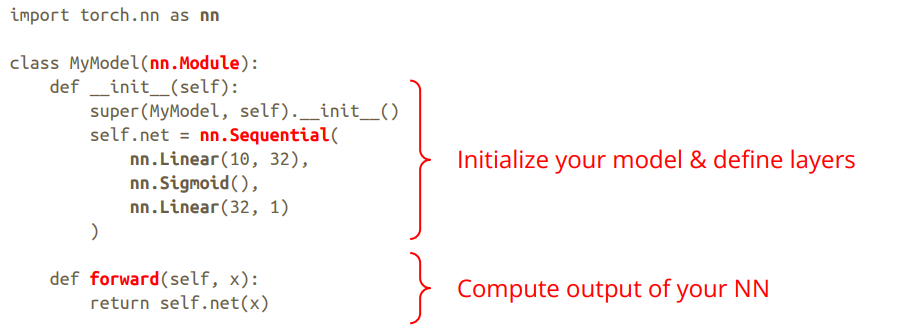 import torch.nn as nn
class MyModel(nn.Module):
def __init__(self):
super(MyModel, self).__init__()
self.net = nn.Sequential(
nn.Linear(10, 32),
nn.Sigmoid(),
nn.Linear(32, 1)
)
Initialize your model & define layers
def forward(self, x):
return self.net(x)
Compute output of your NN